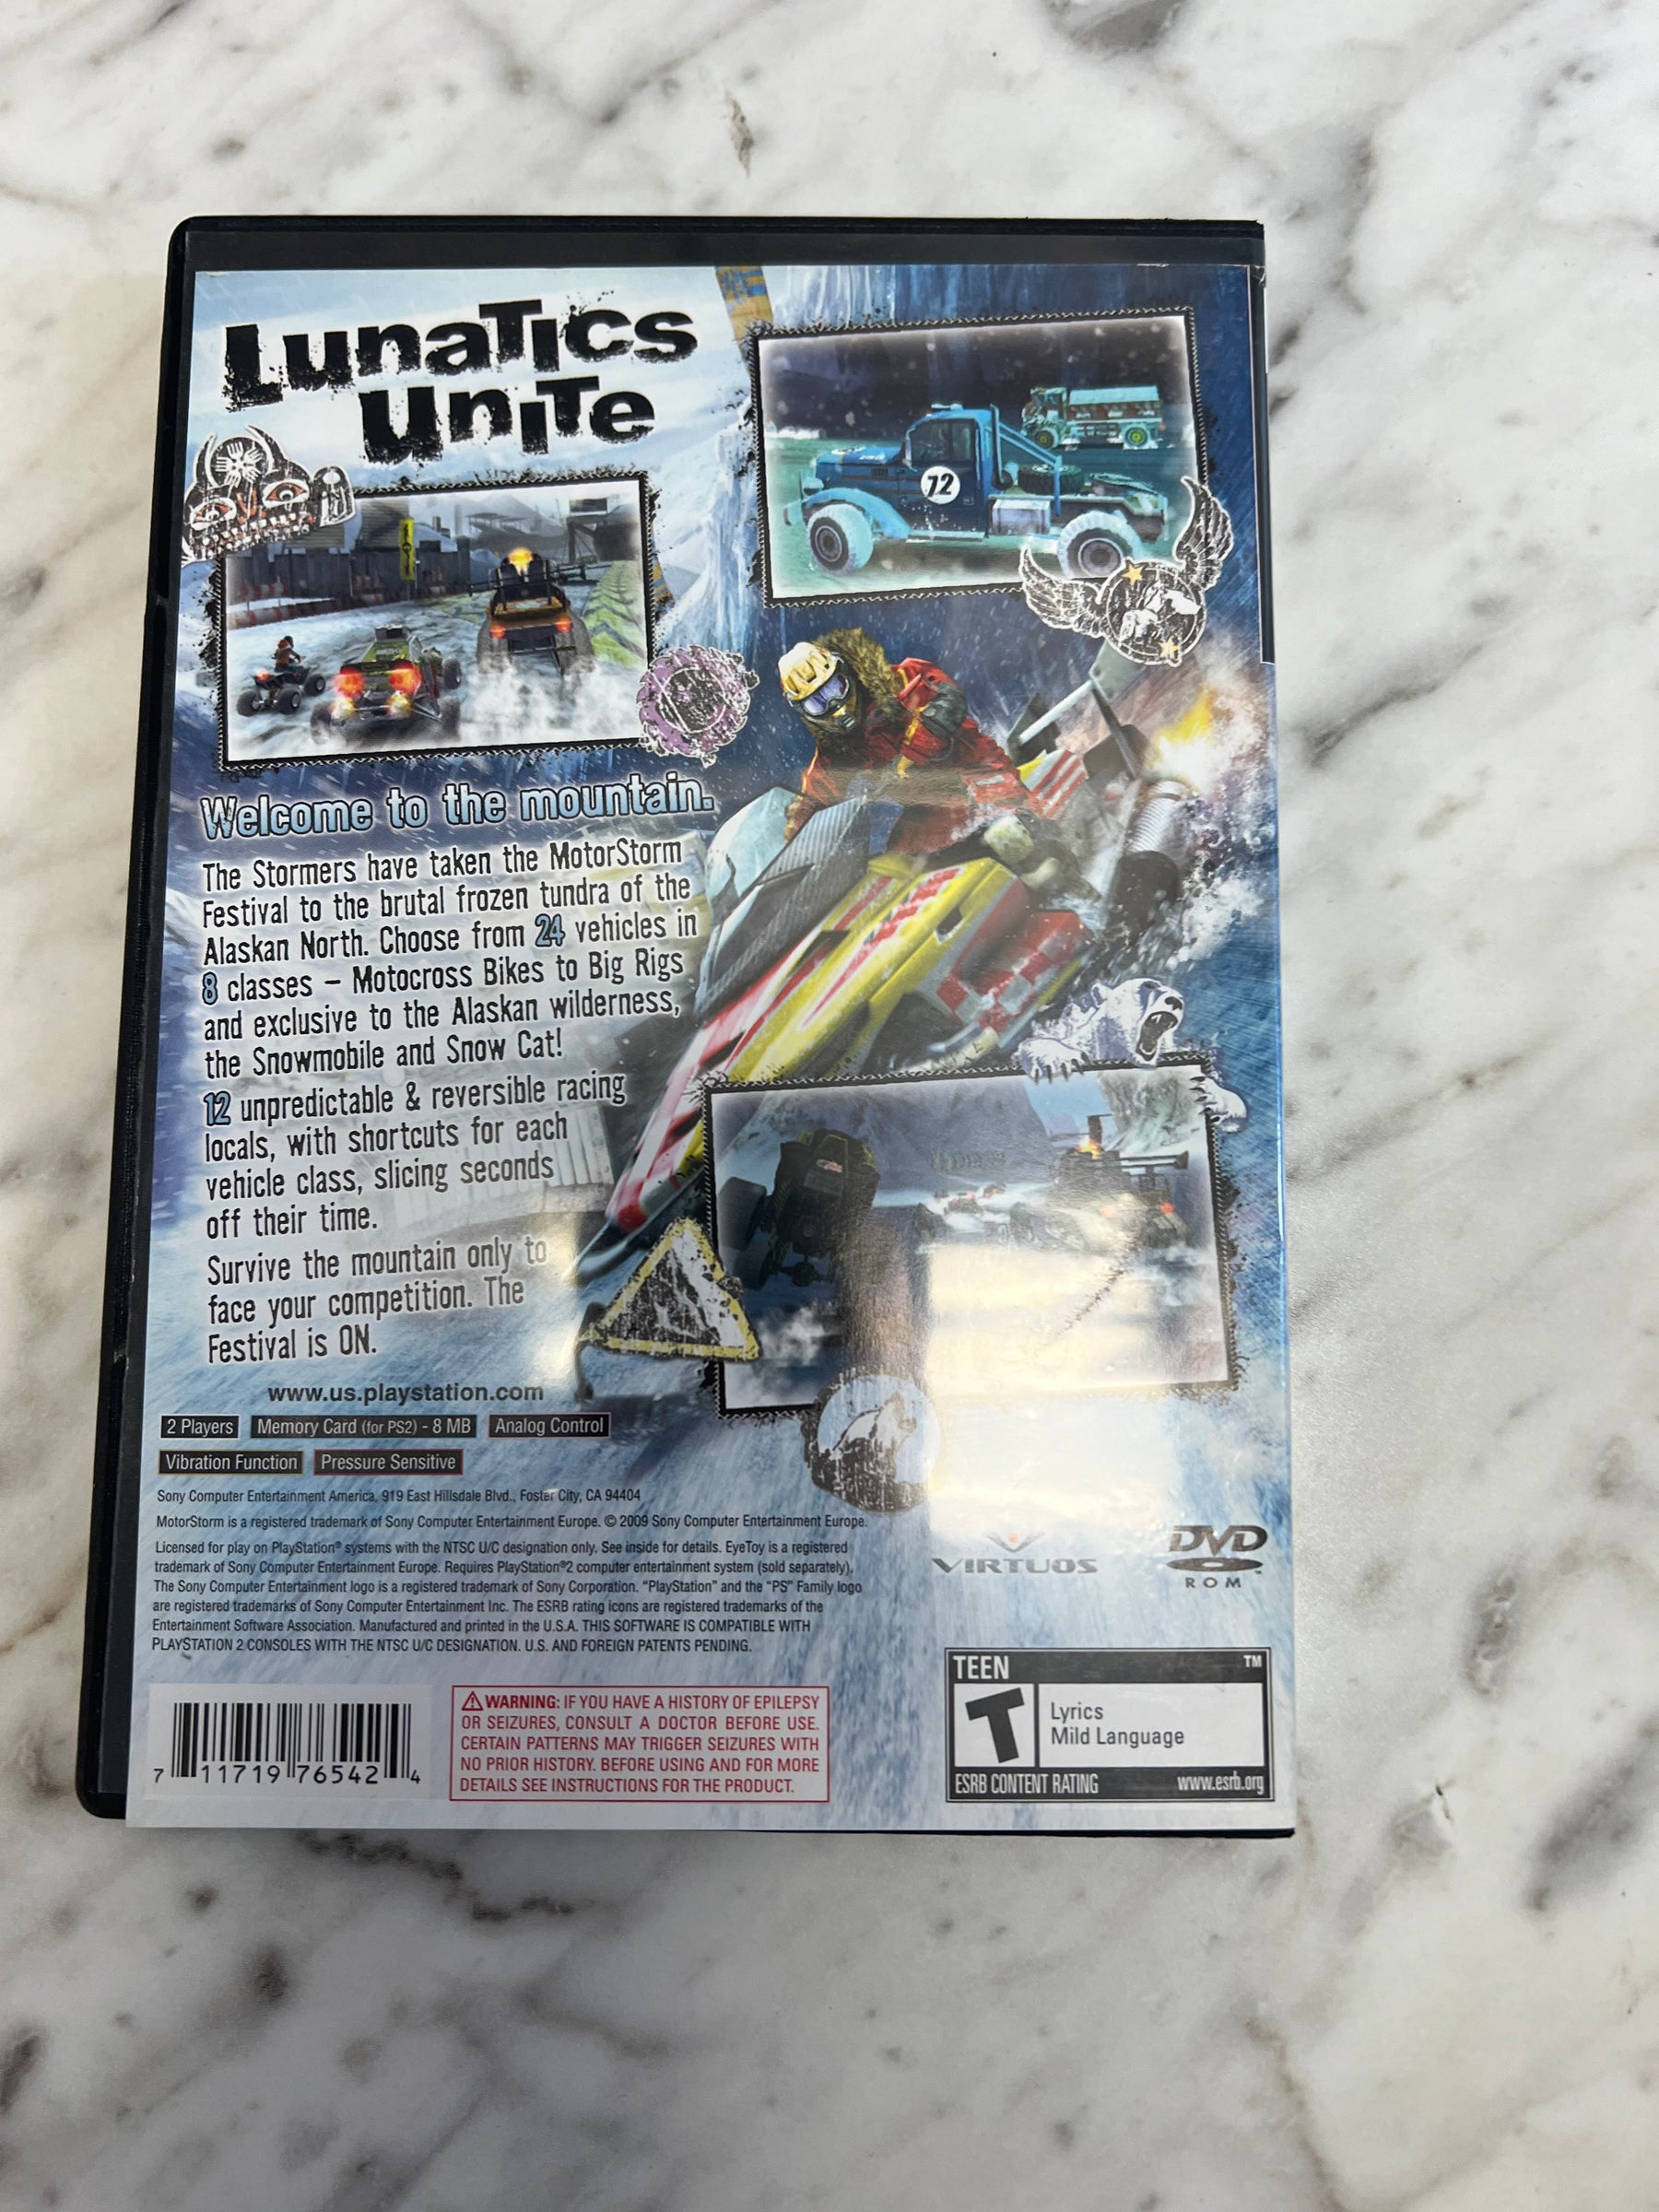 LunaTics
UniTe
72
Welcome to the mountain.
The Stormers have taken the MotorStorm
Festival to the brutal frozen tundra of the
Alaskan North. Choose from 24 vehicles in
8 classes – Motocross Bikes to Big Rigs
and exclusive to the Alaskan wilderness,
the Snowmobile and Snow Cat!
12 unpredictable & reversible racing
locals, with shortcuts for each
vehicle class, slicing seconds
off their time.
Survive the mountain only to
face your competition. The
Festival is ON.
www.us.playstation.com
2 Players Memory Card (for PS2) - 8 MB Analog Control
Vibration Function Pressure Sensitive
Sony Computer Entertainment America, 919 East Hillsdale Blvd., Foster City, CA 94404
MotorStorm is a registered trademark of Sony Computer Entertainment Europe. © 2009 Sony Computer Entertainment Europe.
Licensed for play on PlayStation® systems with the NTSC U/C designation only. See inside for details. EyeToy is a registered
trademark of Sony Computer Entertainment Europe. Requires PlayStation®2 computer entertainment system (sold separately).
The Sony Computer Entertainment logo is a registered trademark of Sony Corporation. "PlayStation" and the "PS" Family logo
are registered trademarks of Sony Computer Entertainment Inc. The ESRB rating icons are registered trademarks of the
Entertainment Software Association. Manufactured and printed in the U.S.A. THIS SOFTWARE IS COMPATIBLE WITH
PLAYSTATION 2 CONSOLES WITH THE NTSC U/C DESIGNATION. U.S. AND FOREIGN PATENTS PENDING.
VIRTUOS
DVD
ROM
7 11719 76542 4
WARNING: IF YOU HAVE A HISTORY OF EPILEPSY
OR SEIZURES, CONSULT A DOCTOR BEFORE USE.
CERTAIN PATTERNS MAY TRIGGER SEIZURES WITH
NO PRIOR HISTORY. BEFORE USING AND FOR MORE
DETAILS SEE INSTRUCTIONS FOR THE PRODUCT.
TEEN ™
T
Lyrics
Mild Language
ESRB CONTENT RATING www.esrb.org